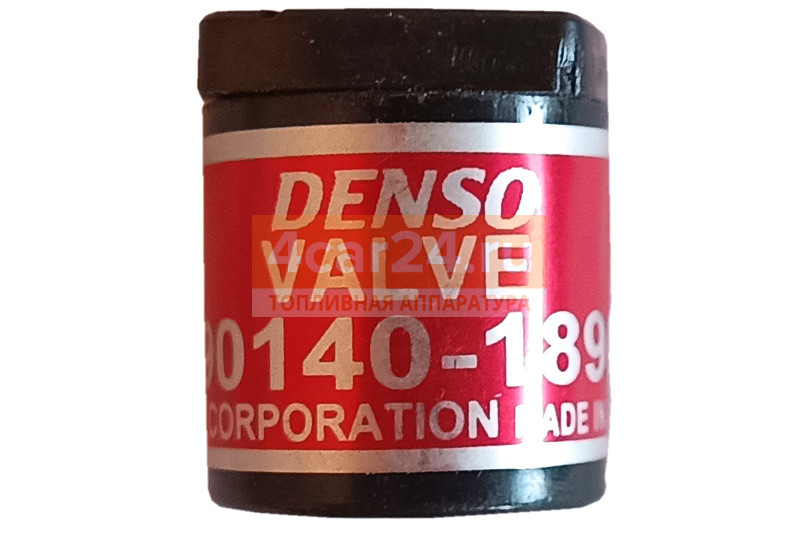 DENSO
VALVE
4car24.ru
ТОПЛИВНАЯ АППАРАТУРА
90140-189
CORPORATION MADE IN